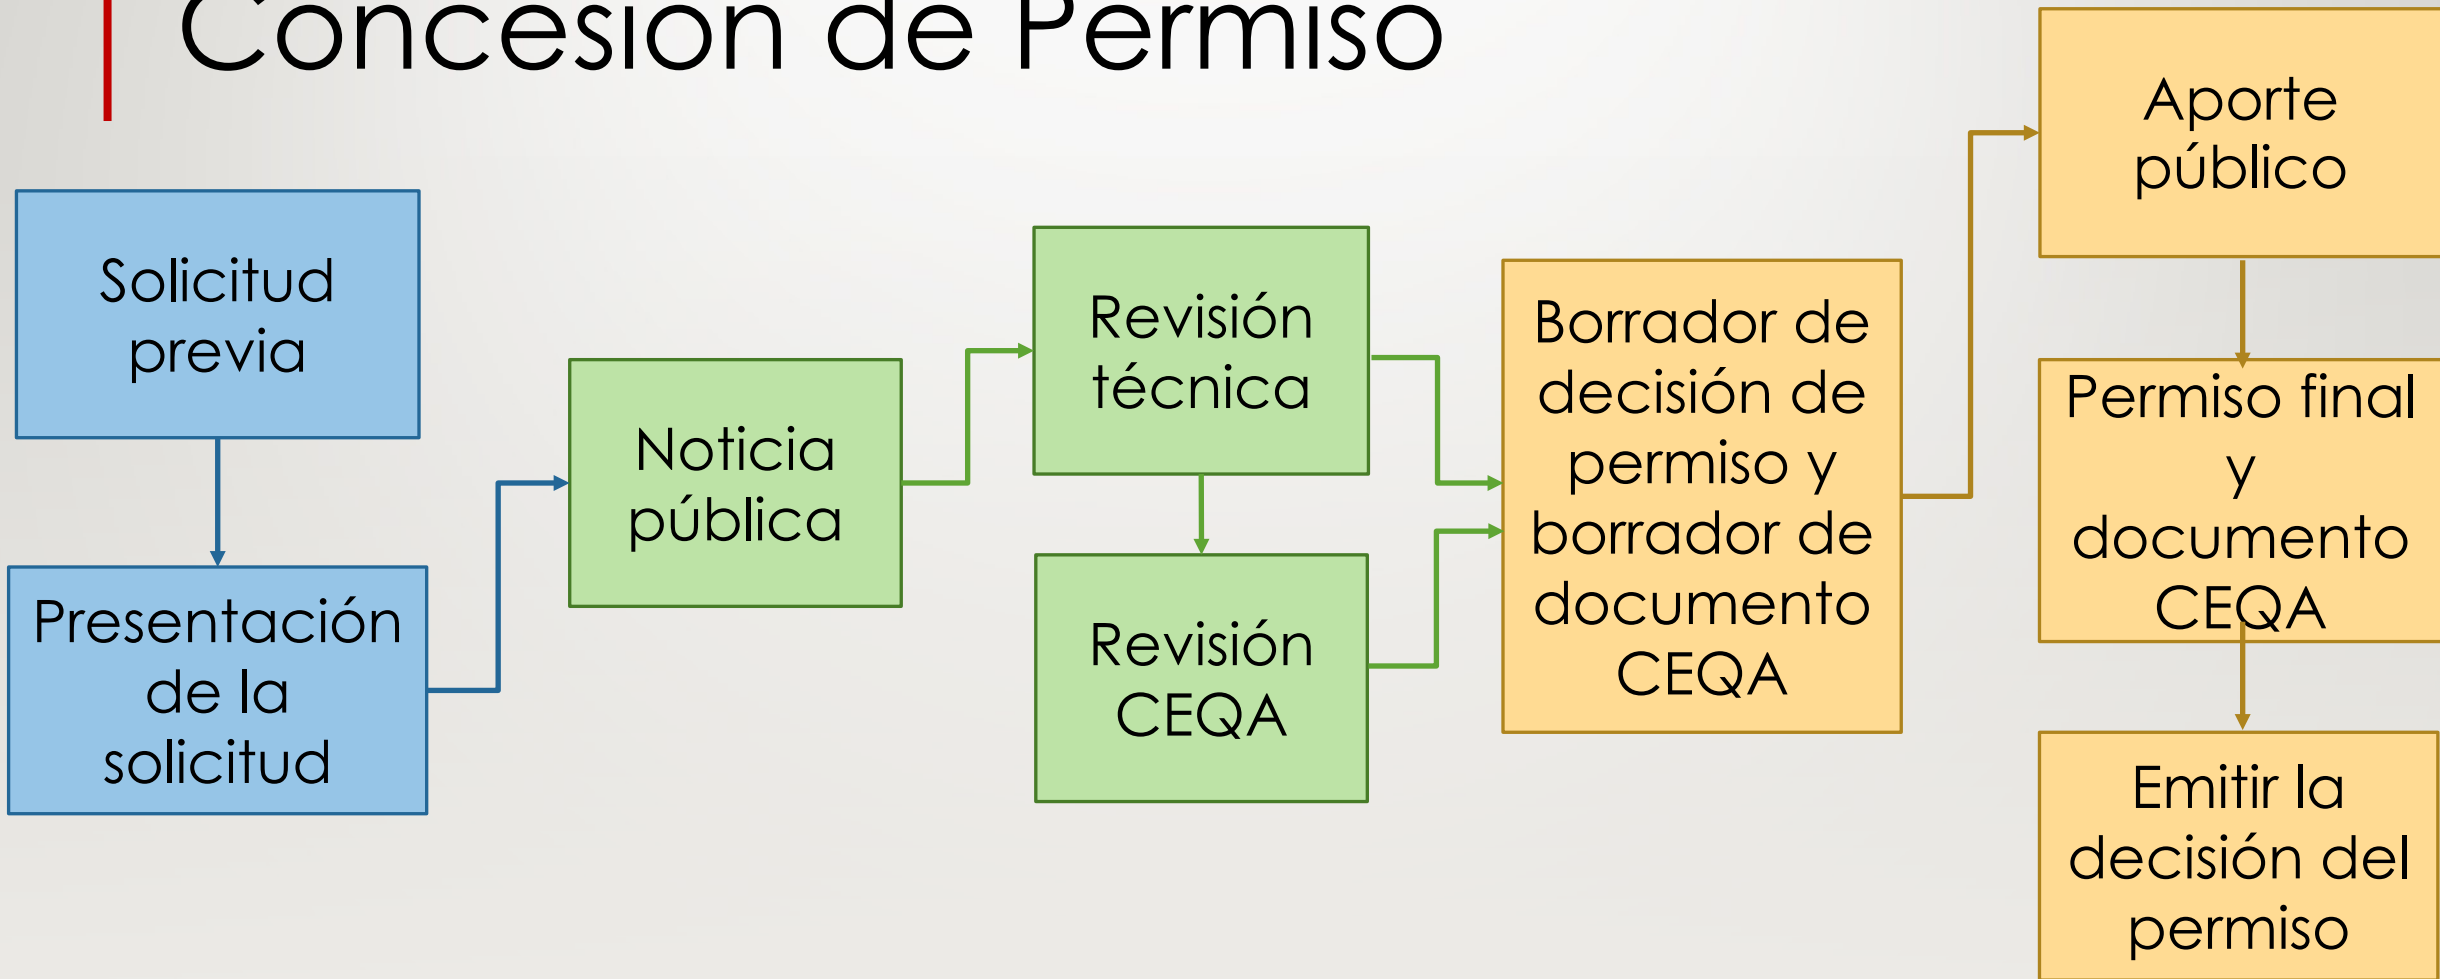 Concesión de Permiso
Solicitud
previa
Presentación
de la
solicitud
Noticia
pública
Revisión
técnica
Revisión
CEQA
Borrador de
decisión de
permiso y
borrador de
documento
CEQA
Aporte
público
Permiso final
y
documento
CEQA
Emitir la
decisión del
permiso